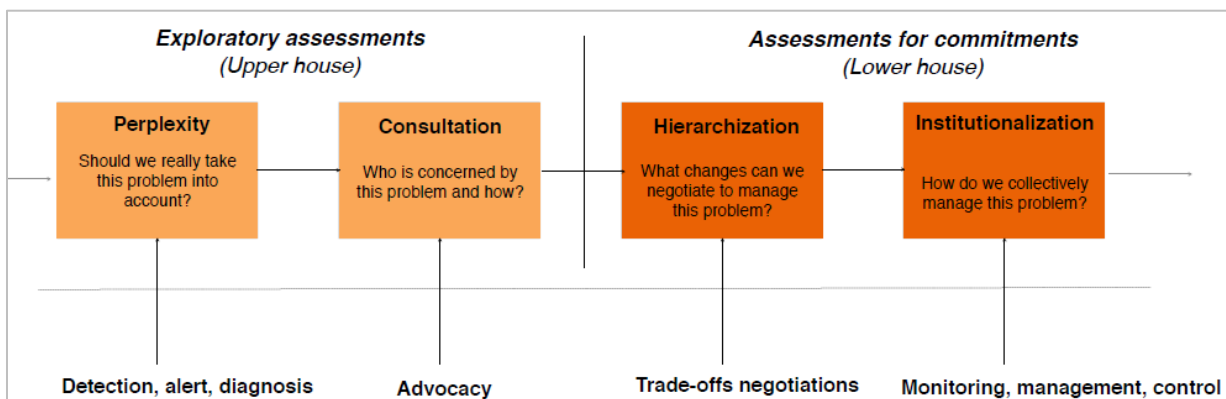 Exploratory assessments
(Upper house)
Assessments for commitments
(Lower house)
Perplexity
Should we really take
this problem into
account?
Consultation
Who is concerned by
this problem and how?
Hierarchization
What changes can we
negotiate to manage
this problem?
Institutionalization
How do we collectively
manage this problem?
Detection, alert, diagnosis
Advocacy
Trade-offs negotiations
Monitoring, management, control